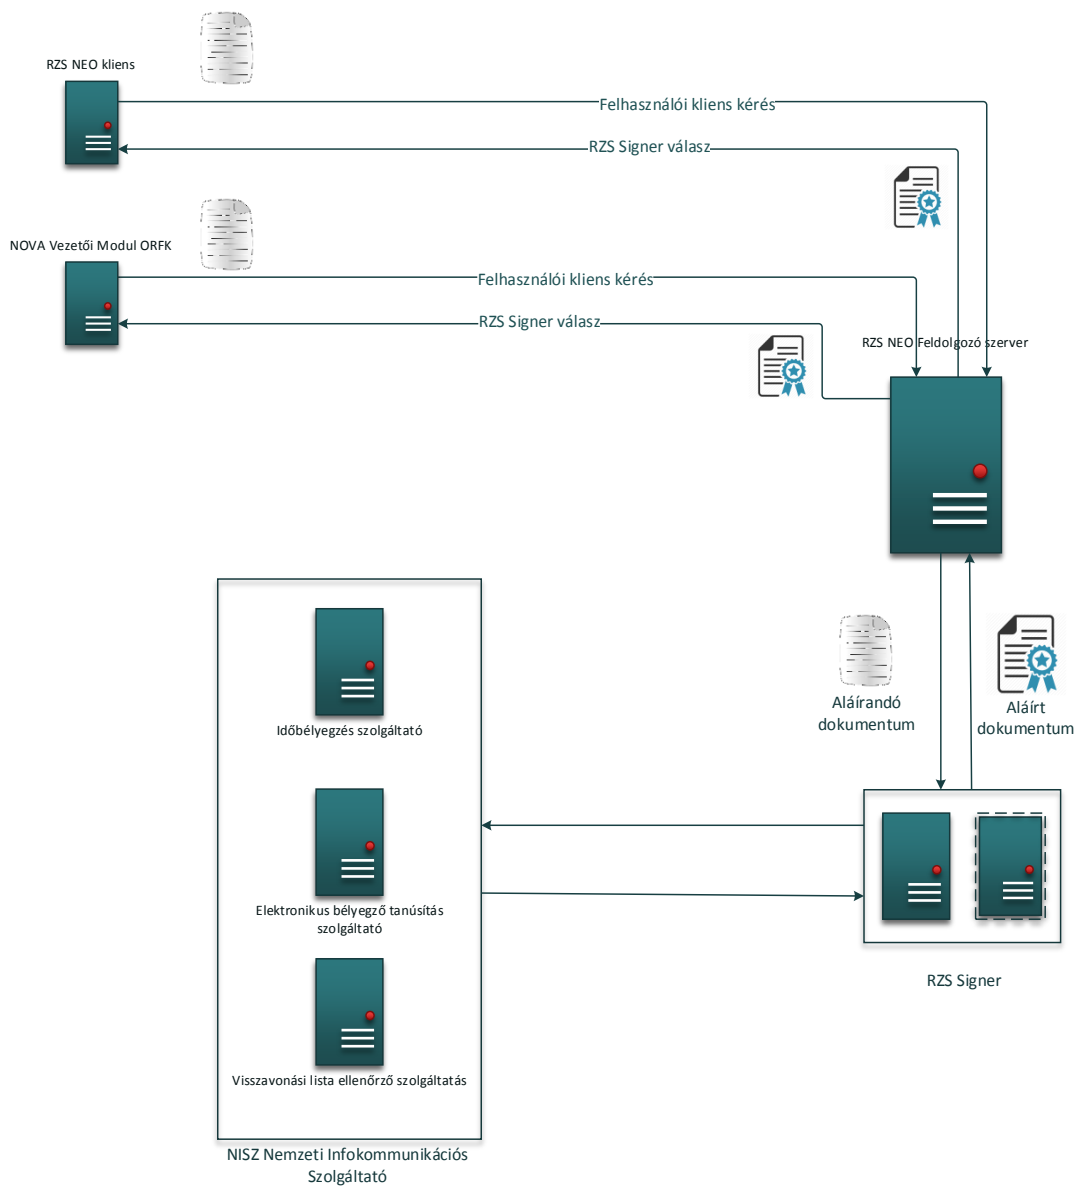 RZS NEO kliens
Felhasználói kliens kérés
RZS Signer válasz
NOVA Vezetői Modul ORFK
Felhasználói kliens kérés
RZS Signer válasz
RZS NEO Feldolgozó szerver
Aláírandó
dokumentum
Aláírt
dokumentum
Időbélyegzés szolgáltató
Elektronikus bélyegző tanúsítás
szolgáltató
RZS Signer
Visszavonási lista ellenőrző szolgáltatás
NISZ Nemzeti Infokommunikációs
Szolgáltató